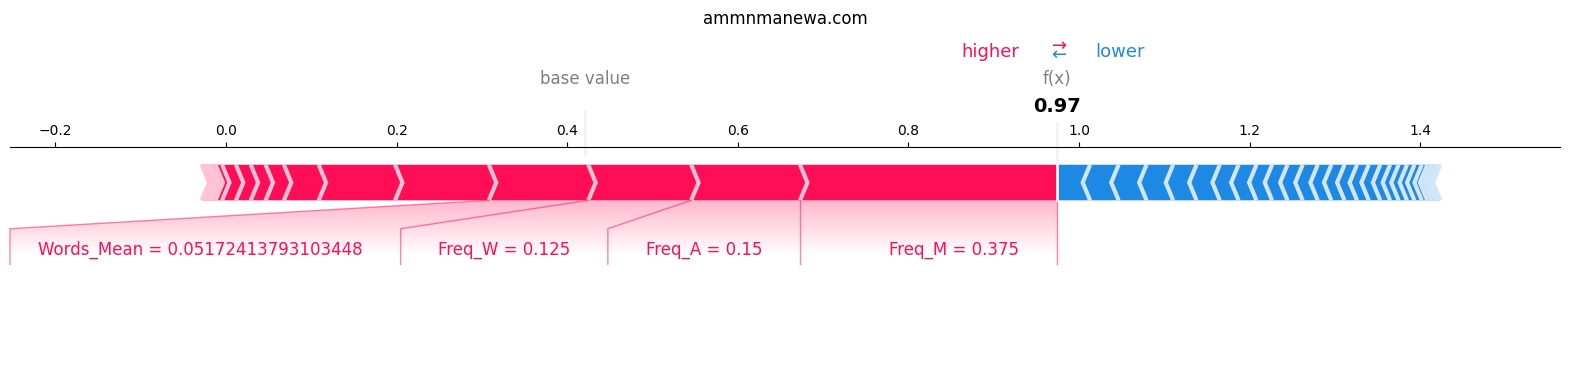 ammnmanewa.com
higher → ← lower
base value f(x)
0.97
−0.2 0.0 0.2 0.4 0.6 0.8 1.0 1.2 1.4
Words_Mean = 0.05172413793103448 Freq_W = 0.125 Freq_A = 0.15 Freq_M = 0.375